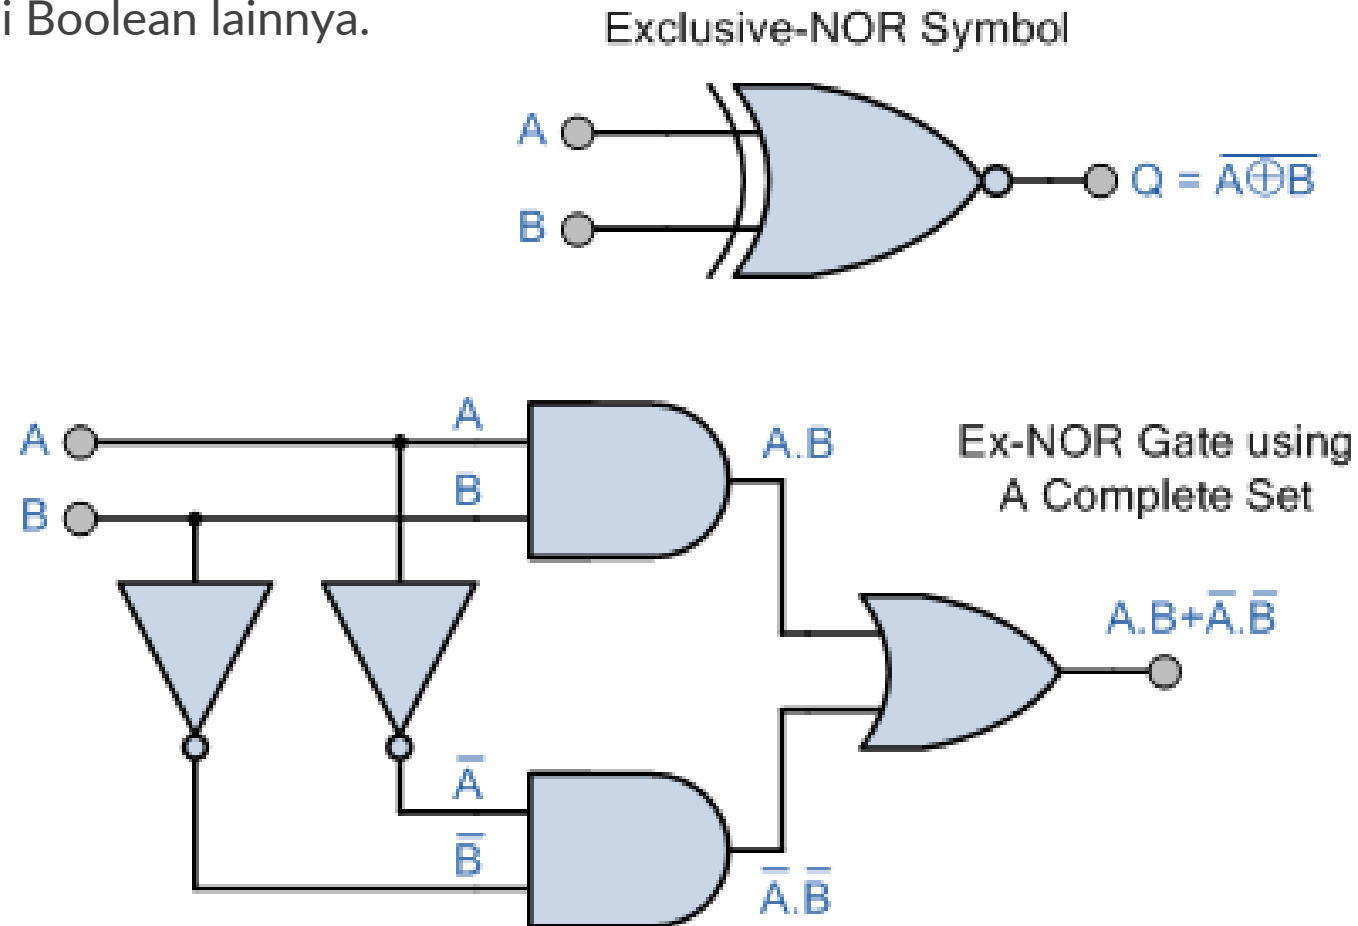 i Boolean lainnya.
Exclusive-NOR Symbol
A
B
Q = A̅⊕̅B̅
A
B
A
B
A.B
Ex-NOR Gate using
A Complete Set
A.B+A̅.B̅
A̅
B̅
A̅.B̅